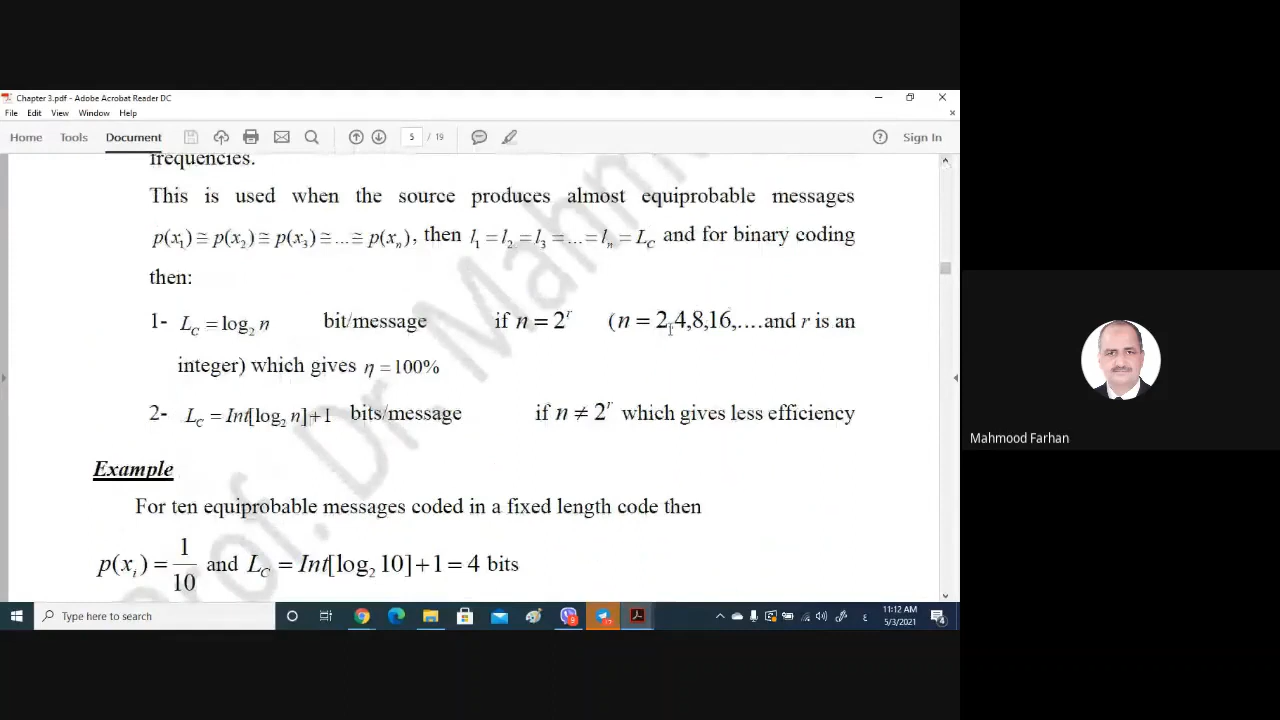 Chapter 3.pdf - Adobe Acrobat Reader DC
File Edit View Window Help
Home Tools Document 5 / 19 Sign In
frequencies.
This is used when the source produces almost equiprobable messages
p(x₁) ≅ p(x₂) ≅ p(x₃) ≅ ... ≅ p(xₙ), then l₁ = l₂ = l₃ = ... = lₙ = L_C and for binary coding
then:
1- L_C = log₂ n bit/message if n = 2^r (n = 2,4,8,16,.... and r is an
integer) which gives η = 100%
2- L_C = Int[log₂ n]+1 bits/message if n ≠ 2^r which gives less efficiency
Example
For ten equiprobable messages coded in a fixed length code then
p(xᵢ) = 1/10 and L_C = Int[log₂ 10]+1 = 4 bits
Prof. Dr. Mahm
Mahmood Farhan
Type here to search
11:12 AM
5/3/2021